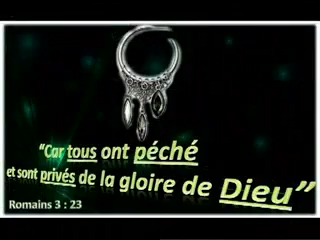 “Car tous ont péché
et sont privés de la gloire de Dieu”
Romains 3 : 23